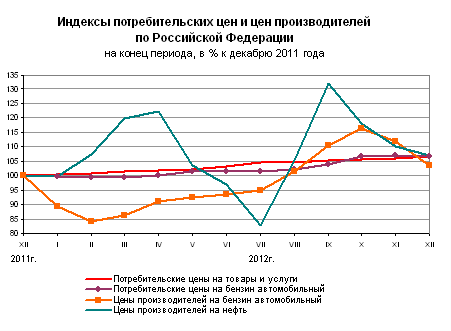 Индексы потребительских цен и цен производителей
по Российской Федерации
на конец периода, в % к декабрю 2011 года
135
130
125
120
115
110
105
100
95
90
85
80
XII I II III IV V VI VII VIII IX X XI XII
2011г. 2012г.
Потребительские цены на товары и услуги
Потребительские цены на бензин автомобильный
Цены производителей на бензин автомобильный
Цены производителей на нефть